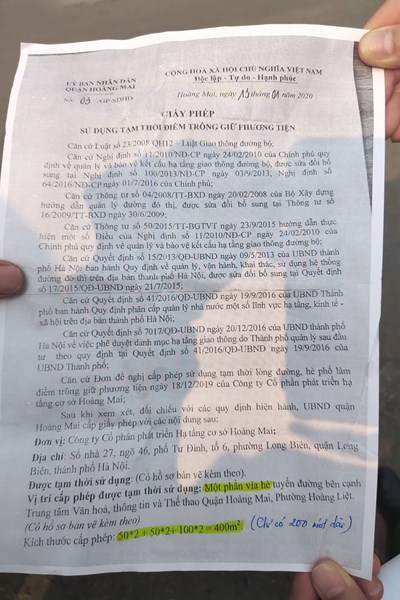 ỦY BAN NHÂN DÂN
QUẬN HOÀNG MAI
CỘNG HOÀ XÃ HỘI CHỦ NGHĨA VIỆT NAM
Độc lập - Tự do - Hạnh phúc
Số 03 /GP-SDHĐ
Hoàng Mai, ngày 13 tháng 01 năm 2020
GIẤY PHÉP
SỬ DỤNG TẠM THỜI ĐIỂM TRÔNG GIỮ PHƯƠNG TIỆN
Căn cứ Luật số 23/2008/QH12 – Luật Giao thông đường bộ;
Căn cứ Nghị định số 11/2010/NĐ-CP ngày 24/02/2010 của Chính phủ quy
định về quản lý và bảo vệ kết cấu hạ tầng giao thông đường bộ, được sửa đổi bổ
sung tại Nghị định số 100/2013/NĐ-CP ngày 03/9/2013, Nghị định số
64/2016/NĐ-CP ngày 01/7/2016 của Chính phủ;
Căn cứ Thông tư số 04/2008/TT-BXD ngày 20/02/2008 của Bộ Xây dựng
hướng dẫn quản lý đường đô thị, được sửa đổi bổ sung tại Thông tư số
16/2009/TT-BXD ngày 30/6/2009;
Căn cứ Thông tư số 50/2015/TT-BGTVT ngày 23/9/2015 hướng dẫn thực
hiện một số Điều của Nghị định số 11/2010/NĐ-CP ngày 24/02/2010 của
Chính phủ quy định về quản lý và bảo vệ kết cấu hạ tầng giao thông đường bộ;
Căn cứ Quyết định số 15/2013/QĐ-UBND ngày 09/5/2013 của UBND
thành phố Hà Nội ban hành Quy định về quản lý, vận hành, khai thác, sử dụng hệ thống
đường đô thị trên địa bàn thành phố Hà Nội, được sửa đổi bổ sung tại Quyết định
số 17/2015/QĐ-UBND ngày 21/7/2015;
Căn cứ Quyết định số 41/2016/QĐ-UBND ngày 19/9/2016 của UBND Thành
phố ban hành Quy định phân cấp quản lý nhà nước một số lĩnh vực hạ tầng, kinh tế -
xã hội trên địa bàn thành phố Hà Nội;
Căn cứ Quyết định số 7017/QĐ-UBND ngày 20/12/2016 của UBND thành phố
Hà Nội về việc phê duyệt danh mục hạ tầng giao thông do Thành phố quản lý sau đầu
tư theo quy định tại Quyết định số 41/2016/QĐ-UBND ngày 19/9/2016 của
UBND Thành phố;
Căn cứ Đơn đề nghị cấp phép sử dụng tạm thời lòng đường, hè phố làm
điểm trông giữ phương tiện ngày 18/12/2019 của Công ty Cổ phần phát triển hạ
tầng cơ sở Hoàng Mai;
Sau khi xem xét, đối chiếu với các quy định hiện hành, UBND quận
Hoàng Mai cấp giấy phép với các nội dung sau:
Đơn vị: Công ty Cổ phần phát triển Hạ tầng cơ sở Hoàng Mai;
Địa chỉ: Số nhà 27, ngõ 46, phố Tư Đình, tổ 6, phường Long Biên, quận Long
Biên, thành phố Hà Nội.
Được tạm thời sử dụng: (Có hồ sơ bản vẽ kèm theo).
Vị trí cấp phép được tạm thời sử dụng: Một phần vỉa hè tuyến đường bên cạnh
Trung tâm Văn hoá, thông tin và Thể thao Quận Hoàng Mai, Phường Hoàng Liệt.
(Có hồ sơ bản vẽ kèm theo).
Kích thước cấp phép: 50*2 + 50*2+ 100*2 = 400m² (Chỉ có 200 mét dài)